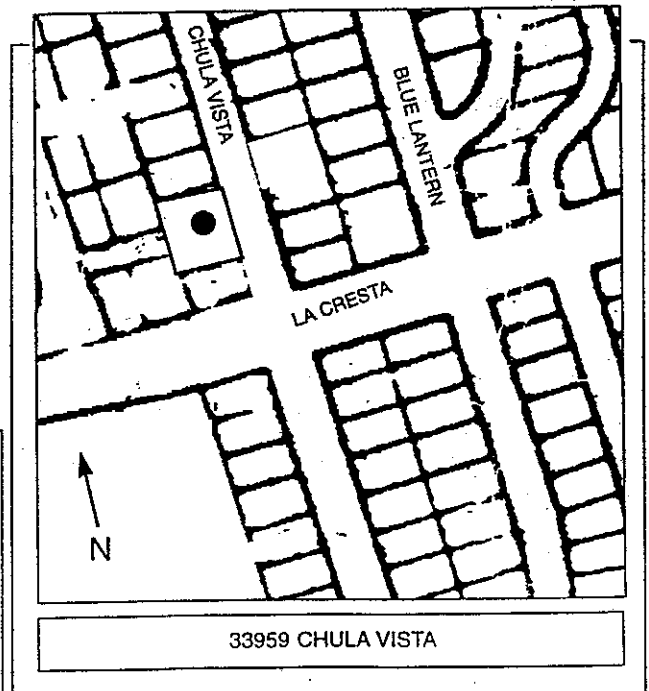 CHULA VISTA
BLUE LANTERN
LA CRESTA
N
33959 CHULA VISTA